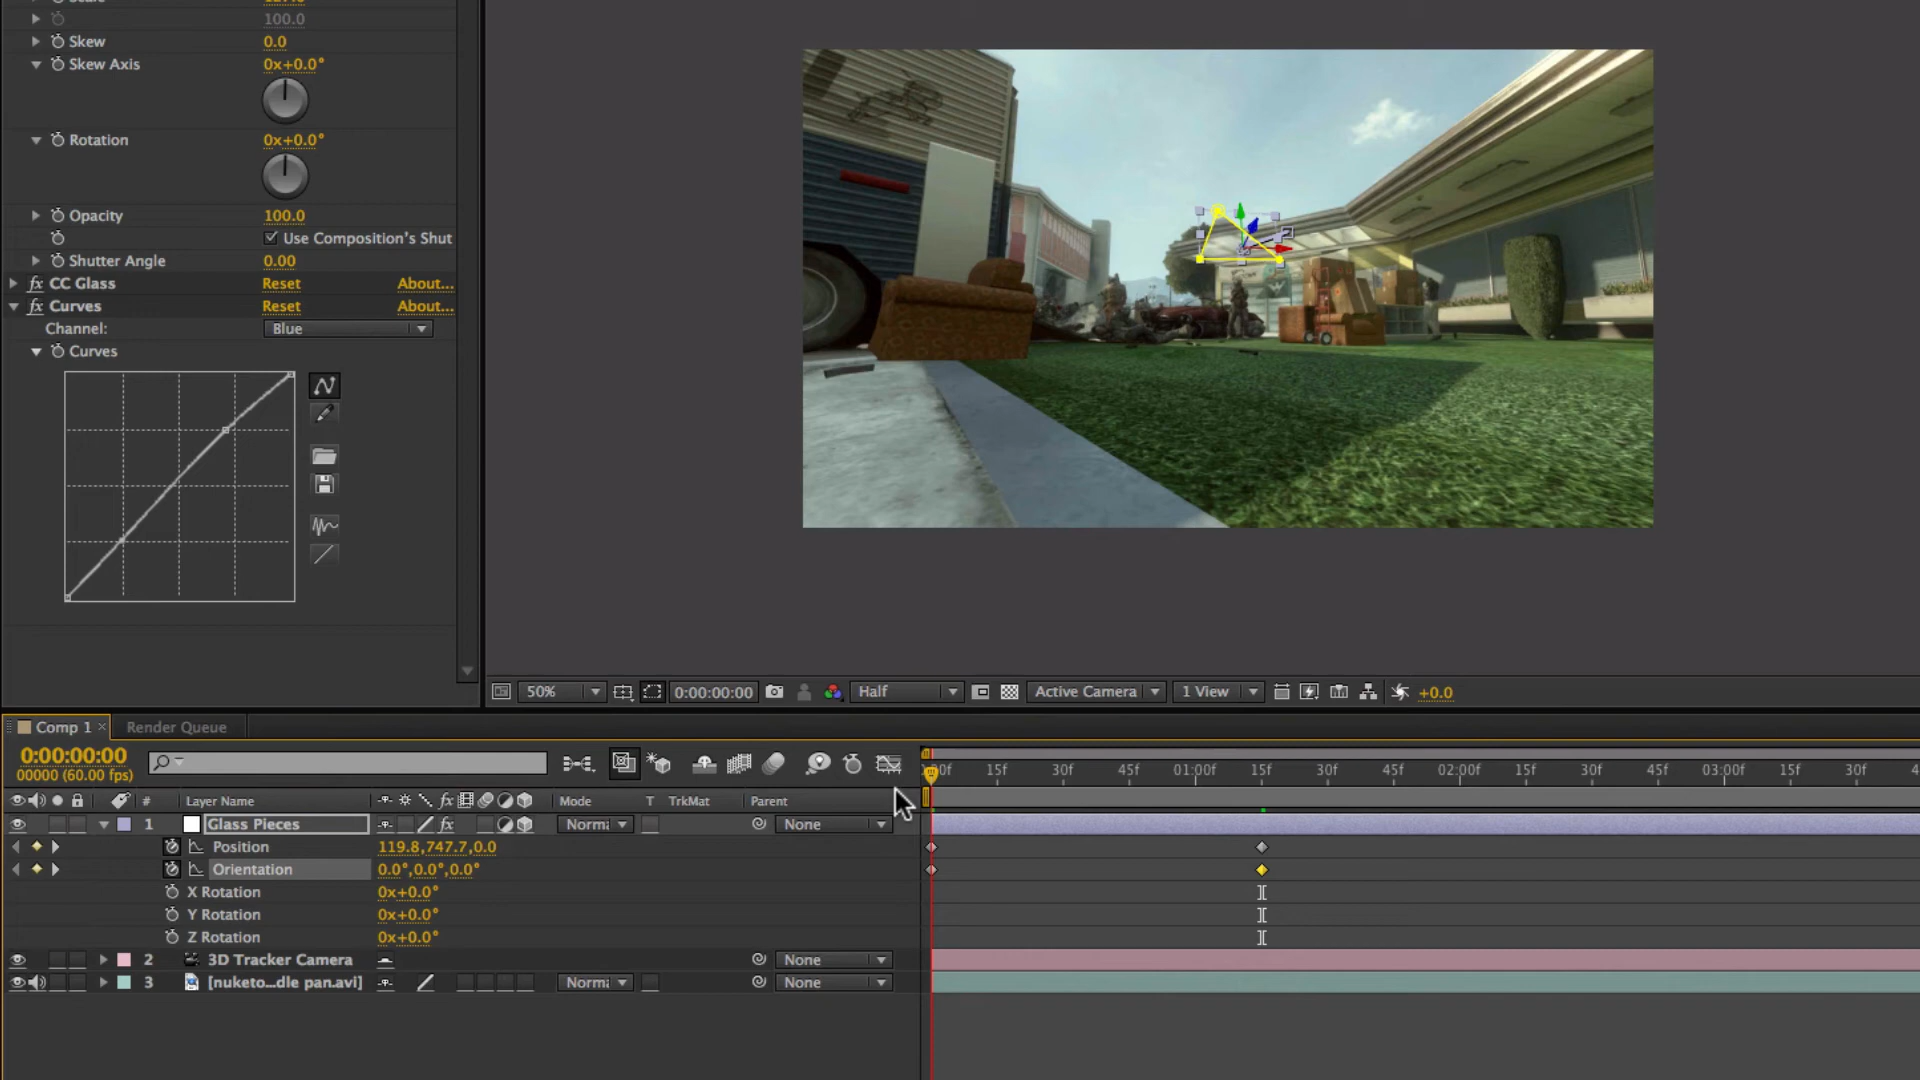 100.0
Skew 0.0
Skew Axis 0x+0.0°
Rotation 0x+0.0°
Opacity 100.0
Use Composition's Shut
Shutter Angle 0.00
fx CC Glass Reset About...
fx Curves Reset About...
Channel: Blue
Curves
50% 0:00:00:00 Half Active Camera 1 View +0.0
Comp 1 × Render Queue
0:00:00:00
00000 (60.00 fps)
15f 30f 45f 01:00f 15f 30f 45f 02:00f 15f 30f 45f 03:00f 15f 30f
# Layer Name fx Mode T TrkMat Parent
1 Glass Pieces fx Norma None
Position 119.8,747.7,0.0
Orientation 0.0°,0.0°,0.0°
X Rotation 0x+0.0°
Y Rotation 0x+0.0°
Z Rotation 0x+0.0°
2 3D Tracker Camera None
3 [nuketo...dle pan.avi] Norma None